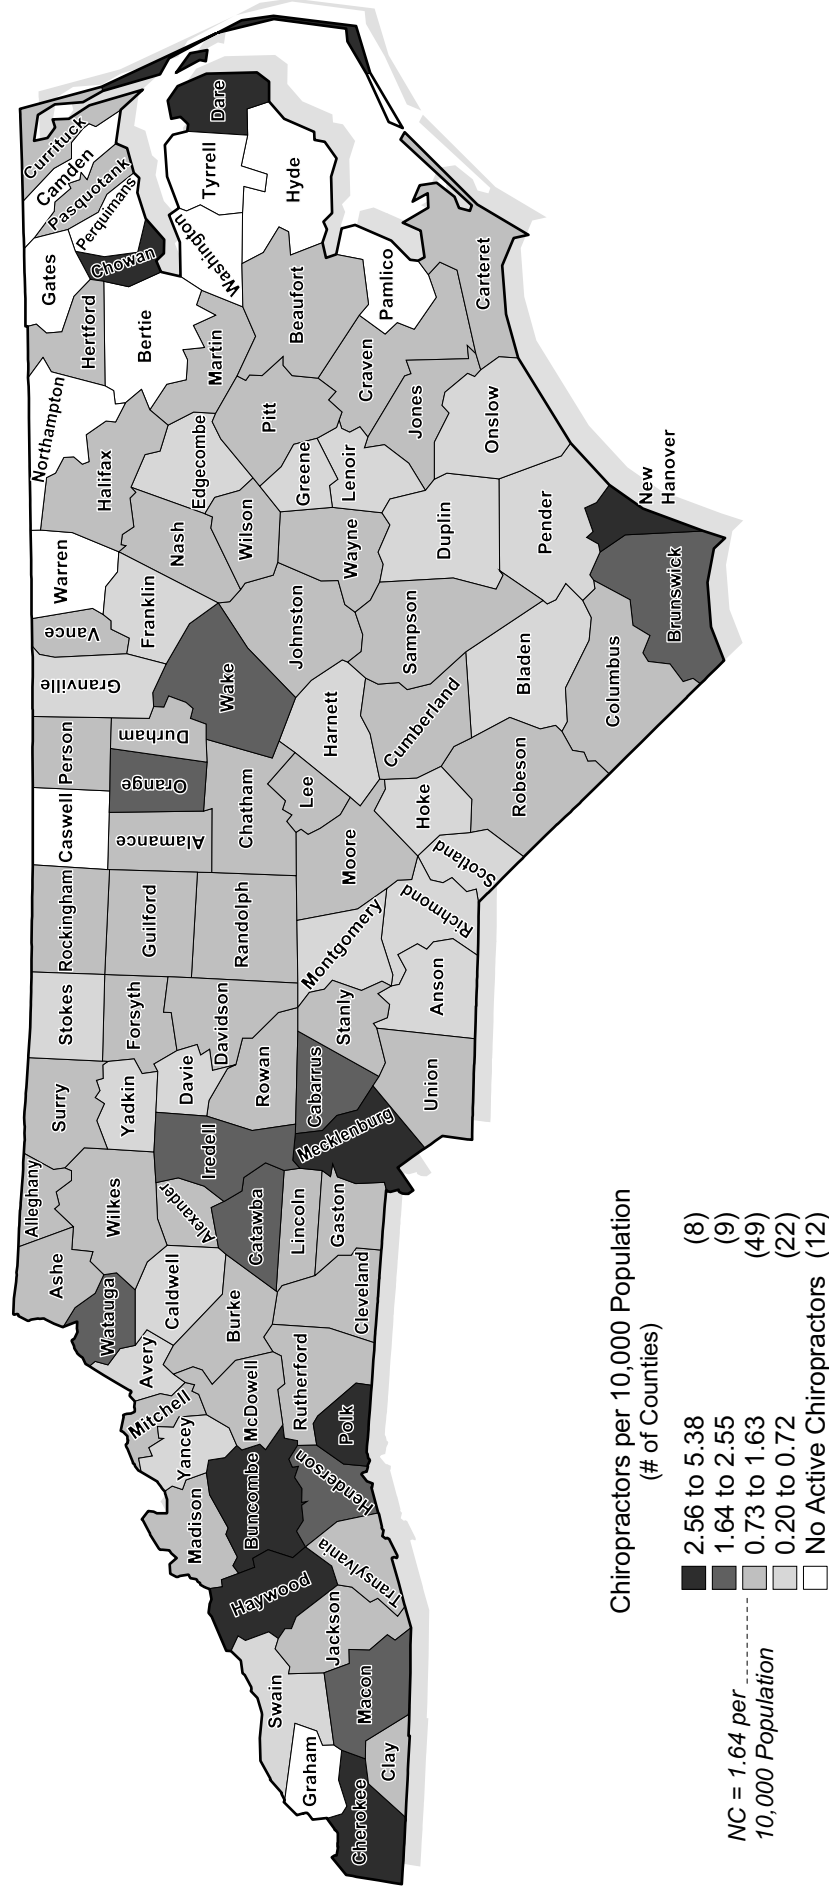 Cherokee
Graham
Clay
Swain
Macon
Jackson
Haywood
Transylvania
Madison
Buncombe
Henderson
Yancey
Mitchell
McDowell
Polk
Rutherford
Avery
Burke
Cleveland
Watauga
Caldwell
Ashe
Alleghany
Wilkes
Alexander
Catawba
Lincoln
Gaston
Surry
Yadkin
Iredell
Mecklenburg
Davie
Rowan
Cabarrus
Union
Stokes
Forsyth
Davidson
Stanly
Anson
Rockingham
Guilford
Randolph
Montgomery
Richmond
Caswell
Alamance
Chatham
Moore
Scotland
Person
Orange
Durham
Lee
Hoke
Robeson
Granville
Vance
Wake
Harnett
Cumberland
Bladen
Columbus
Warren
Franklin
Johnston
Sampson
Brunswick
Northampton
Halifax
Nash
Wilson
Wayne
Duplin
Pender
New
Hanover
Edgecombe
Greene
Lenoir
Jones
Onslow
Hertford
Bertie
Martin
Pitt
Beaufort
Craven
Pamlico
Carteret
Gates
Chowan
Perquimans
Pasquotank
Camden
Currituck
Washington
Tyrrell
Dare
Hyde
Chiropractors per 10,000 Population
(# of Counties)
2.56 to 5.38 (8)
1.64 to 2.55 (9)
0.73 to 1.63 (49)
0.20 to 0.72 (22)
No Active Chiropractors (12)
NC = 1.64 per
10,000 Population